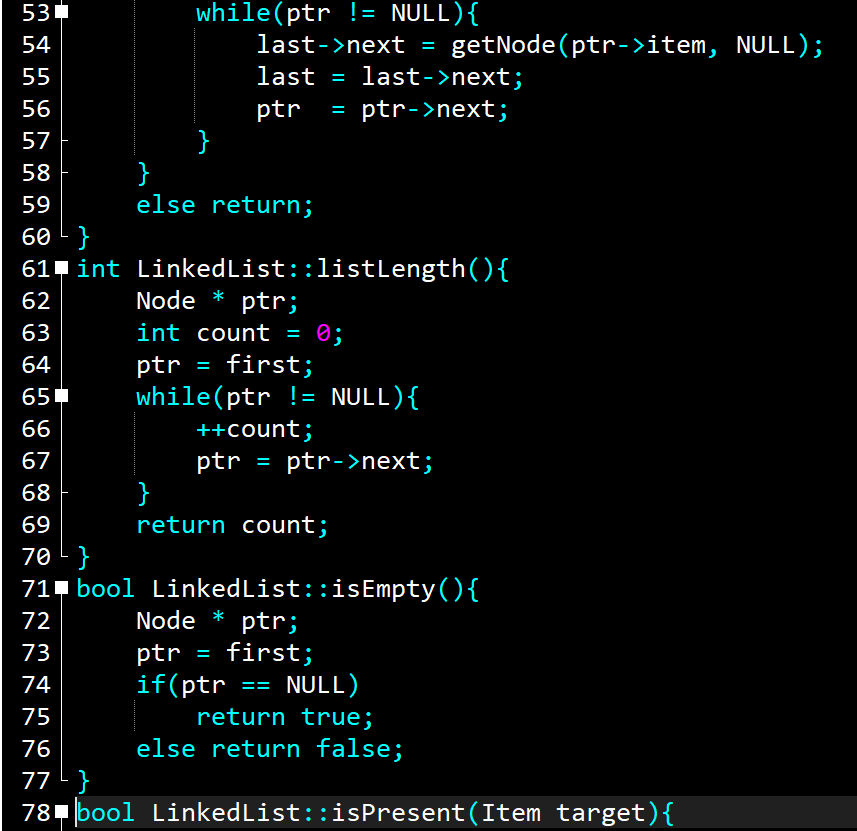 53 while(ptr != NULL){
54 last->next = getNode(ptr->item, NULL);
55 last = last->next;
56 ptr  = ptr->next;
57 }
58 }
59 else return;
60 }
61 int LinkedList::listLength(){
62 Node * ptr;
63 int count = 0;
64 ptr = first;
65 while(ptr != NULL){
66 ++count;
67 ptr = ptr->next;
68 }
69 return count;
70 }
71 bool LinkedList::isEmpty(){
72 Node * ptr;
73 ptr = first;
74 if(ptr == NULL)
75 return true;
76 else return false;
77 }
78 bool LinkedList::isPresent(Item target){